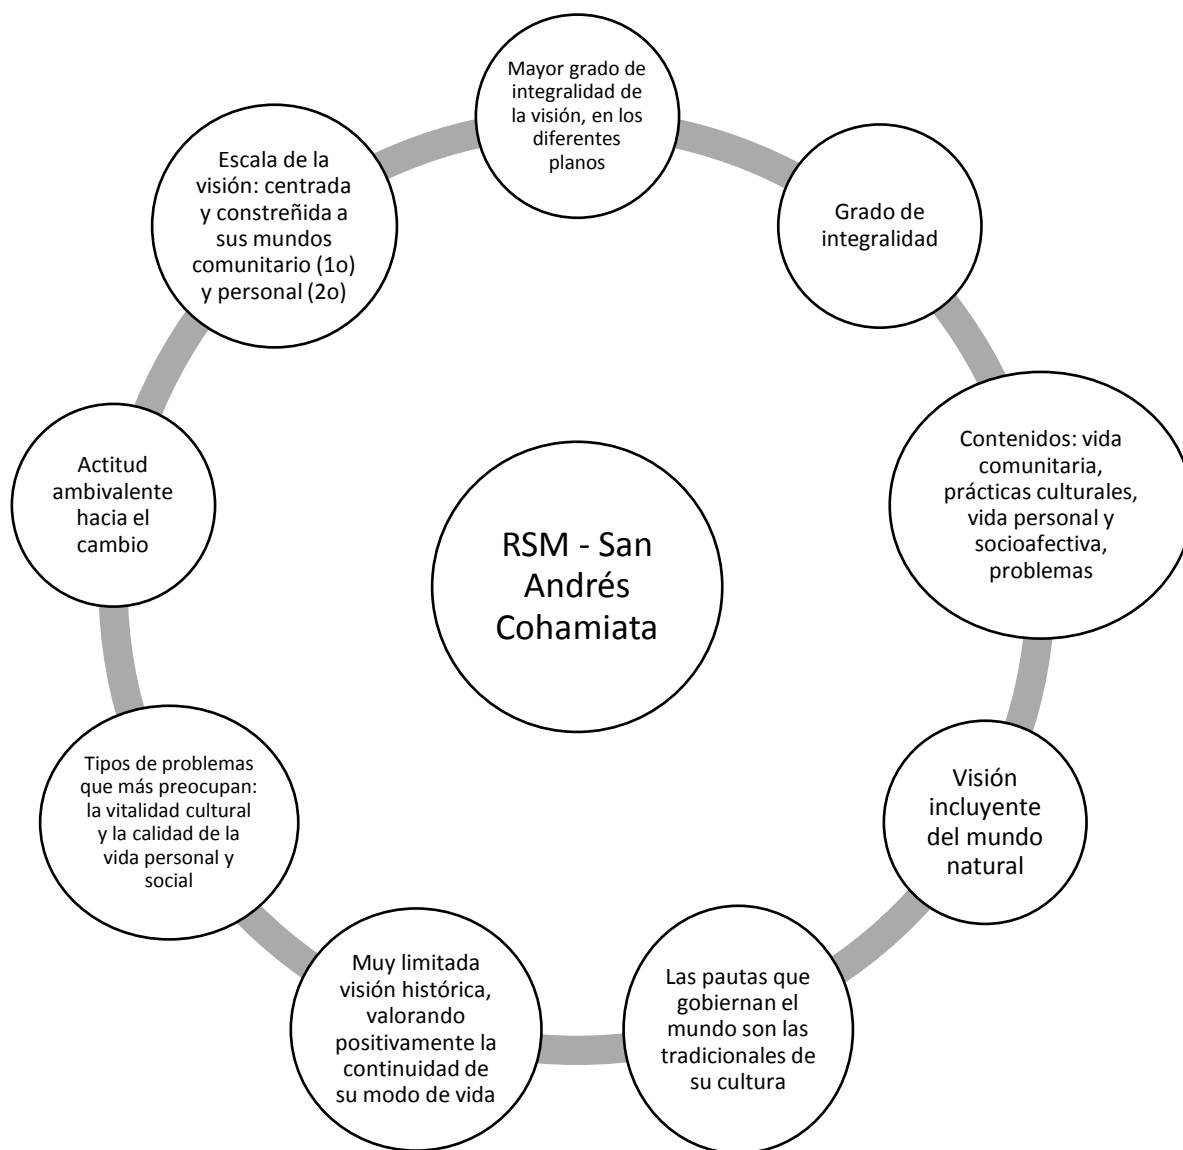 Mayor grado de
integralidad de
la visión, en los
diferentes
planos
Grado de
integralidad
Contenidos: vida
comunitaria,
prácticas culturales,
vida personal y
socioafectiva,
problemas
Visión
incluyente
del mundo
natural
Las pautas que
gobiernan el
mundo son las
tradicionales de
su cultura
Muy limitada
visión histórica,
valorando
positivamente la
continuidad de
su modo de vida
Tipos de problemas
que más preocupan:
la vitalidad cultural
y la calidad de la
vida personal y
social
Actitud
ambivalente
hacia el
cambio
Escala de la
visión: centrada
y constreñida a
sus mundos
comunitario (1o)
y personal (2o)
RSM - San
Andrés
Cohamiata